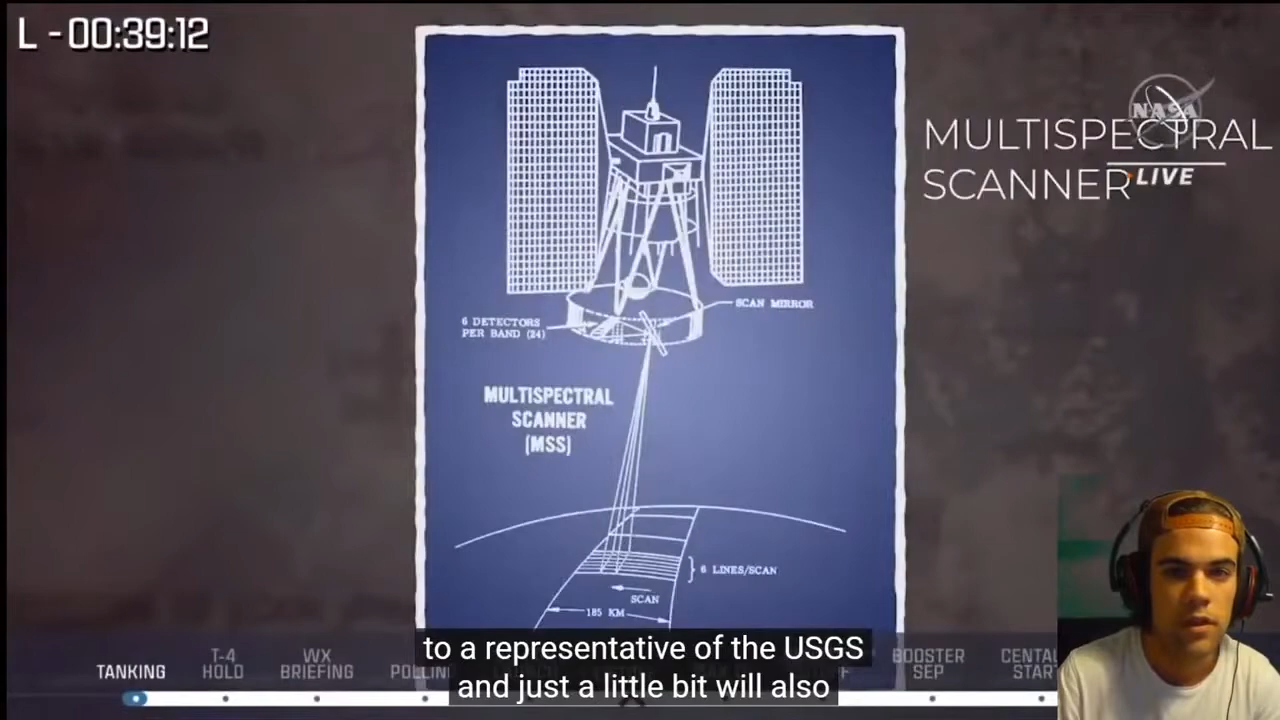 L - 00:39:12
NASA
LIVE
MULTISPECTRAL
SCANNER
SCAN MIRROR
6 DETECTORS
PER BAND (24)
MULTISPECTRAL
SCANNER
(MSS)
6 LINES/SCAN
SCAN
185 KM
to a representative of the USGS
and just a little bit will also
TANKING
T-4
HOLD
WX
BRIEFING
BOOSTER
SEP